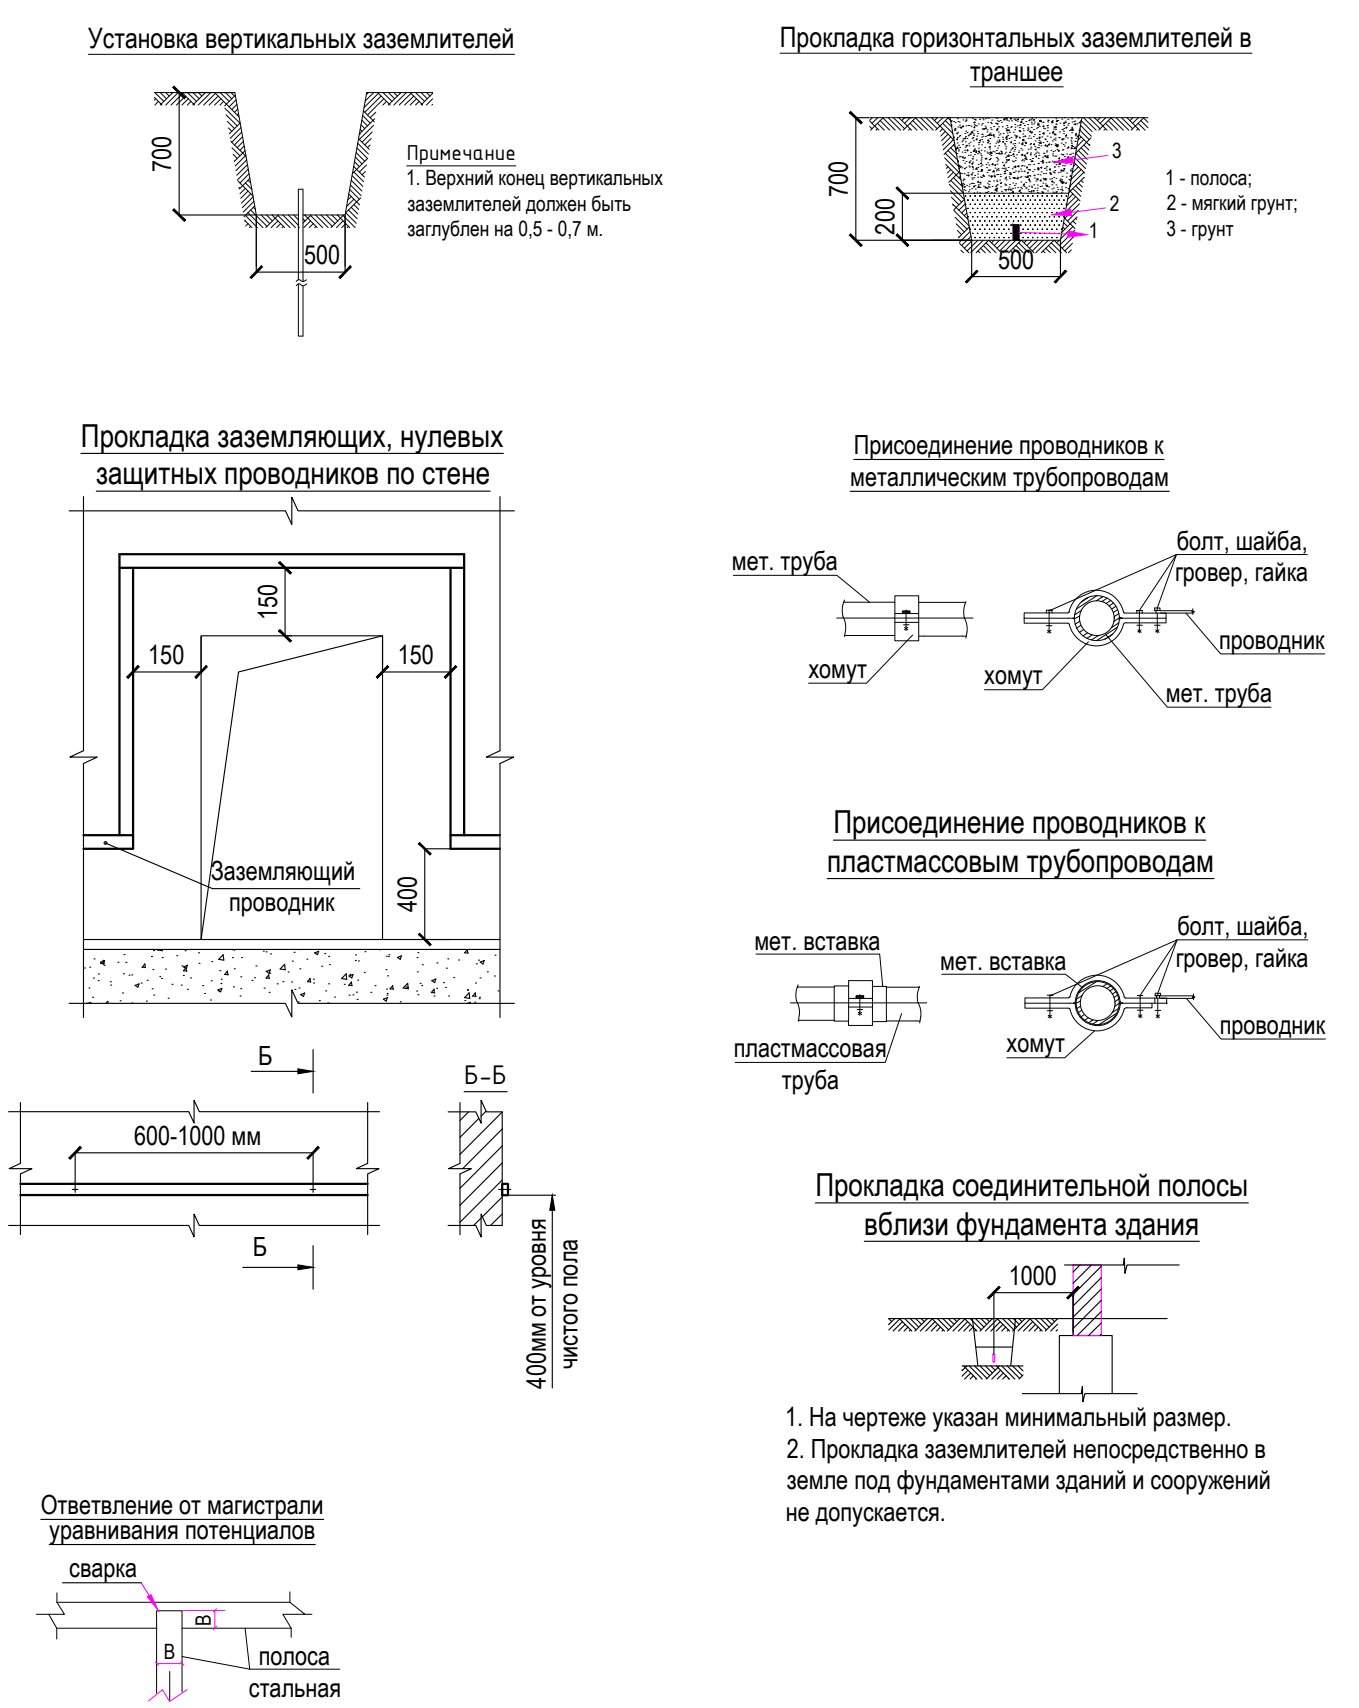 Установка вертикальных заземлителей
700
500
Примечание
1. Верхний конец вертикальных
заземлителей должен быть
заглублен на 0,5 - 0,7 м.
Прокладка горизонтальных заземлителей в
траншее
700
200
500
3
2
1
1 - полоса;
2 - мягкий грунт;
3 - грунт
Прокладка заземляющих, нулевых
защитных проводников по стене
150
150
150
400
Заземляющий
проводник
Б
600-1000 мм
Б
Б-Б
400мм от уровня
чистого пола
Присоединение проводников к
металлическим трубопроводам
мет. труба
хомут
болт, шайба,
гровер, гайка
проводник
хомут
мет. труба
Присоединение проводников к
пластмассовым трубопроводам
мет. вставка
пластмассовая
труба
мет. вставка
болт, шайба,
гровер, гайка
проводник
хомут
Прокладка соединительной полосы
вблизи фундамента здания
1000
1. На чертеже указан минимальный размер.
2. Прокладка заземлителей непосредственно в
земле под фундаментами зданий и сооружений
не допускается.
Ответвление от магистрали
уравнивания потенциалов
сварка
В
В
полоса
стальная